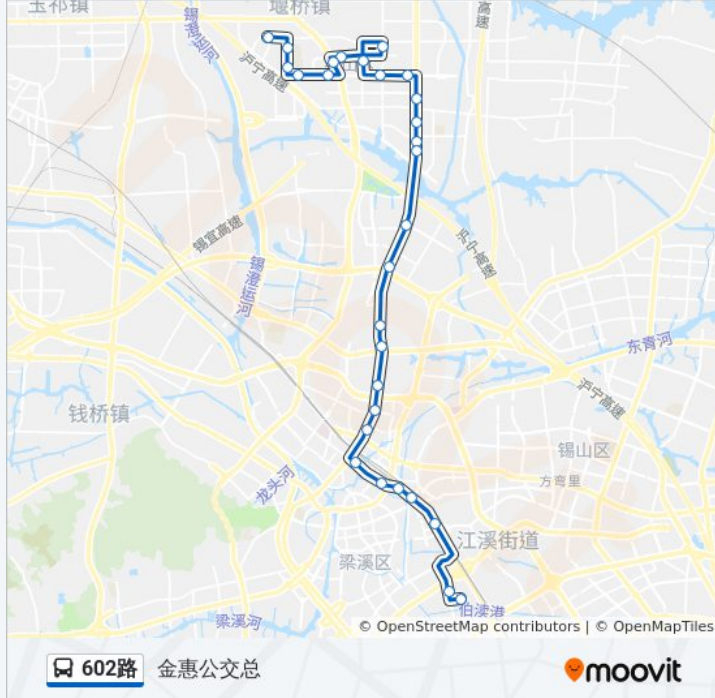 玉祁镇
堰桥镇
高速
锡澄运河
沪宁高速
锡宜高速
沪宁高速
锡澄运河
东青河
沪宁高速
钱桥镇
锡山区
方弯里
龙头河
江溪街道
梁溪区
伯渎港
梁溪河
© OpenStreetMap contributors | © OpenMapTiles
602路 金惠公交总
moovit